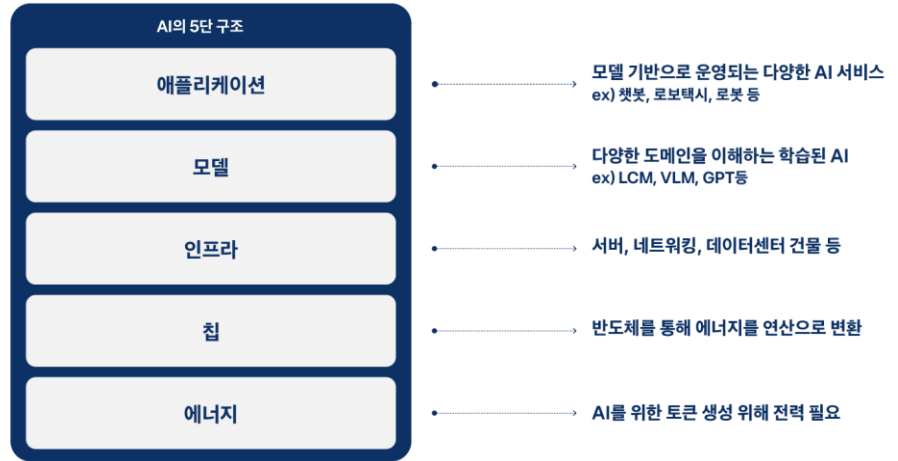 AI의 5단 구조
애플리케이션
모델 기반으로 운영되는 다양한 AI 서비스
ex) 챗봇, 로보택시, 로봇 등
모델
다양한 도메인을 이해하는 학습된 AI
ex) LCM, VLM, GPT등
인프라
서버, 네트워킹, 데이터센터 건물 등
칩
반도체를 통해 에너지를 연산으로 변환
에너지
AI를 위한 토큰 생성 위해 전력 필요